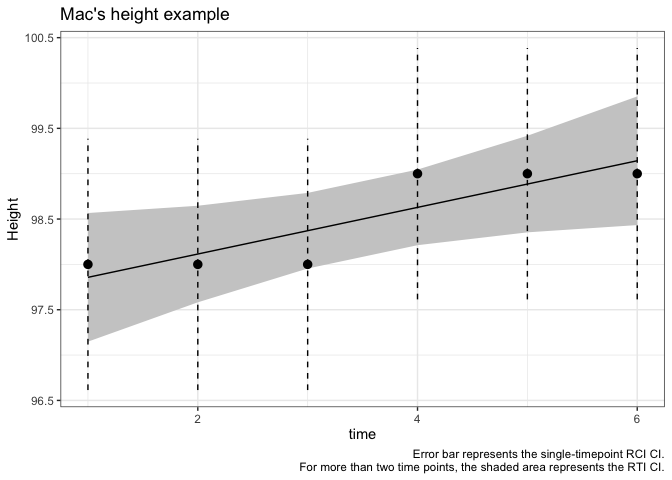 Mac's height example
100.5
99.5
98.5
97.5
96.5
Height
2
4
6
time
Error bar represents the single-timepoint RCI CI.
For more than two time points, the shaded area represents the RTI CI.